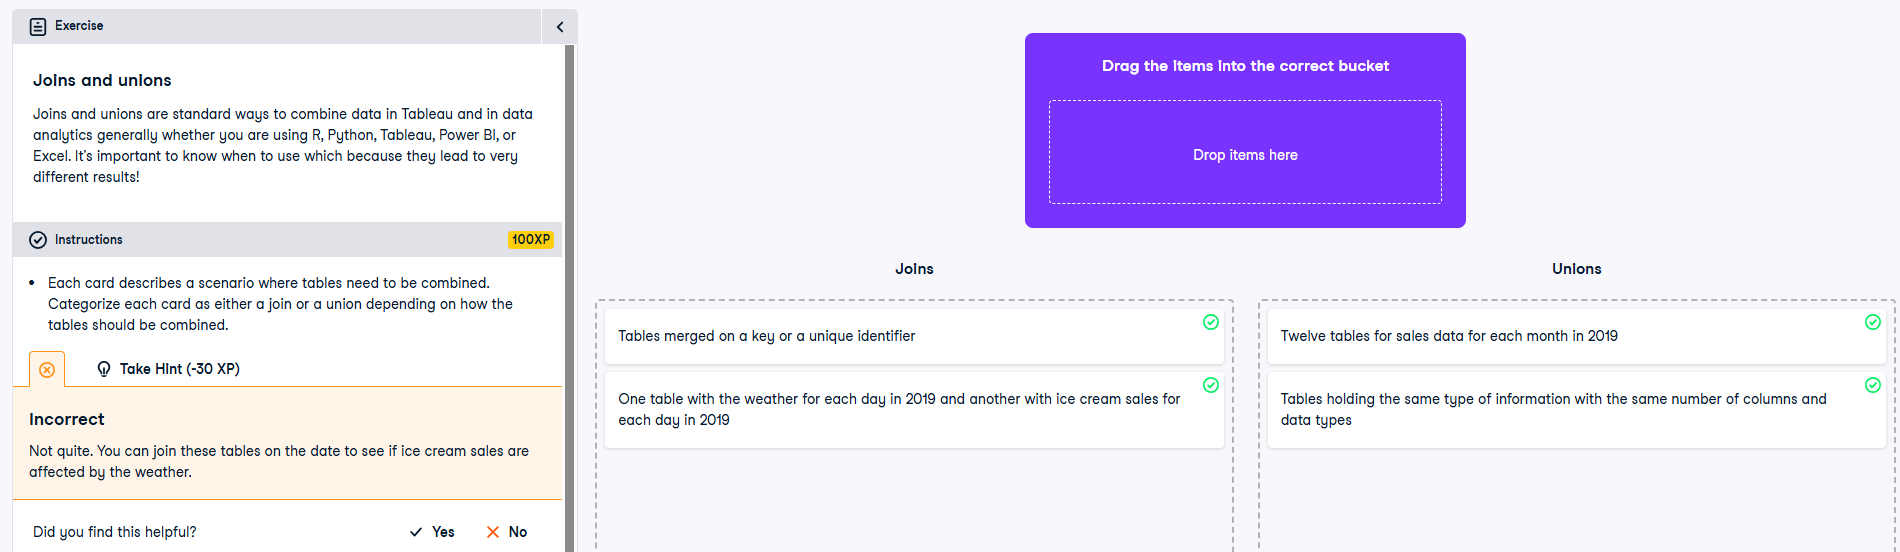 Exercise
Joins and unions
Joins and unions are standard ways to combine data in Tableau and in data
analytics generally whether you are using R, Python, Tableau, Power BI, or
Excel. It's important to know when to use which because they lead to very
different results!
Instructions
100XP
• Each card describes a scenario where tables need to be combined.
Categorize each card as either a join or a union depending on how the
tables should be combined.
Take Hint (-30 XP)
Incorrect
Not quite. You can join these tables on the date to see if ice cream sales are
affected by the weather.
Did you find this helpful?
Yes
No
Drag the items into the correct bucket
Drop items here
Joins
Tables merged on a key or a unique identifier
One table with the weather for each day in 2019 and another with ice cream sales for
each day in 2019
Unions
Twelve tables for sales data for each month in 2019
Tables holding the same type of information with the same number of columns and
data types